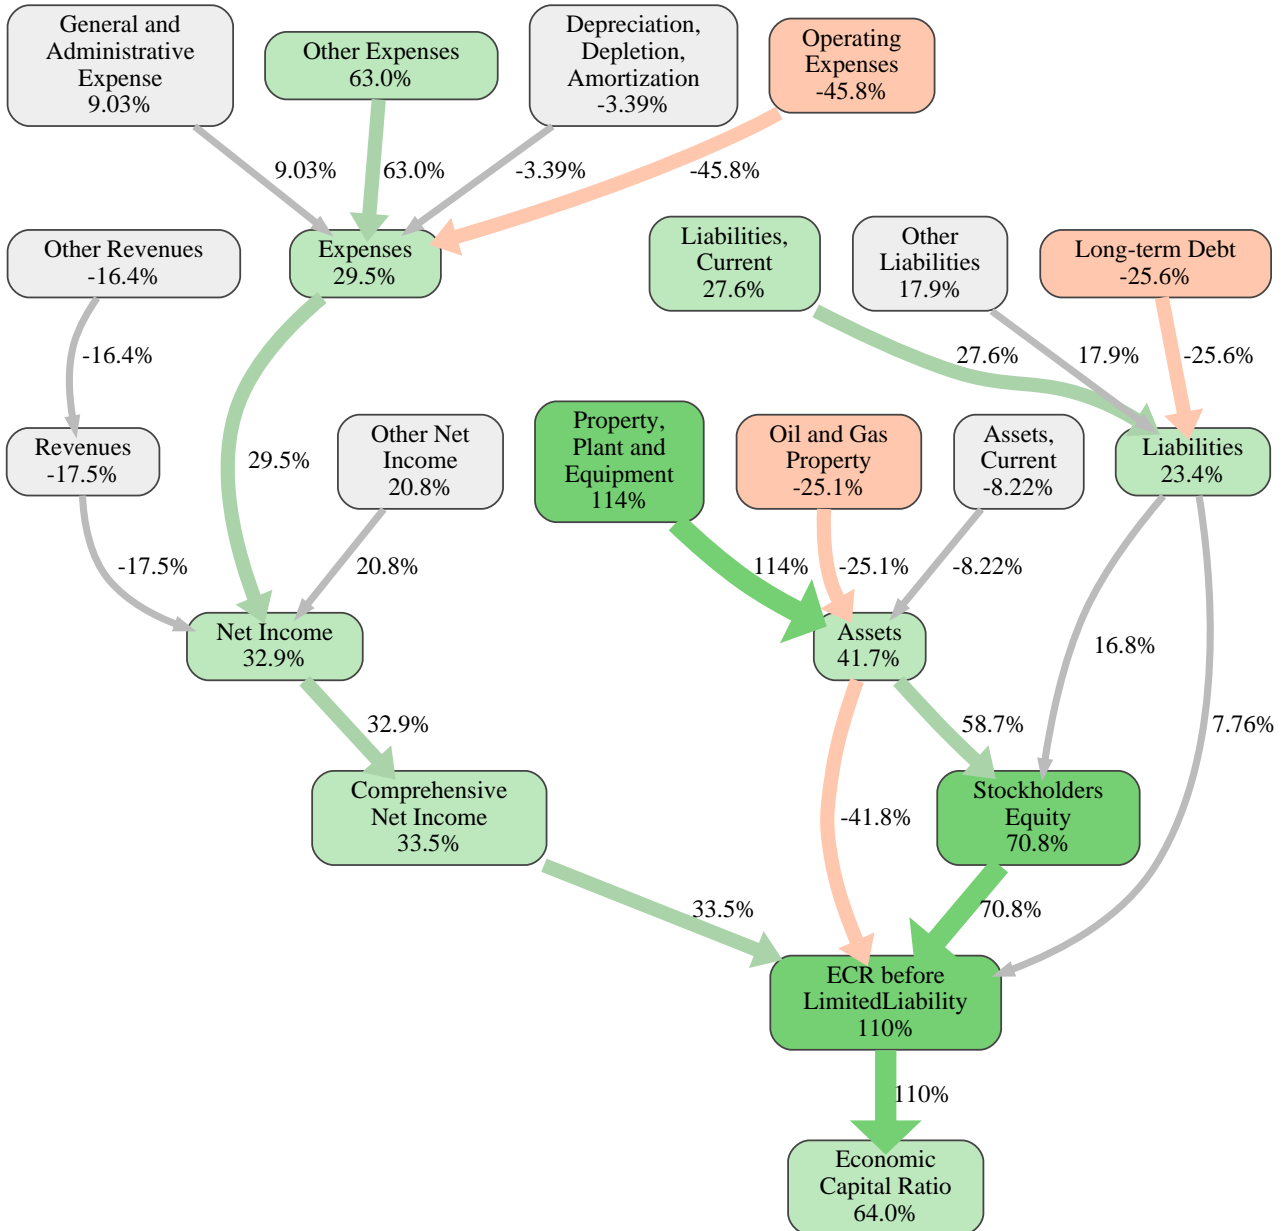 General and
Administrative
Expense
9.03%
Other Expenses
63.0%
Depreciation,
Depletion,
Amortization
-3.39%
Operating
Expenses
-45.8%
9.03%
63.0%
-3.39%
-45.8%
Other Revenues
-16.4%
Expenses
29.5%
Liabilities,
Current
27.6%
Other
Liabilities
17.9%
Long-term Debt
-25.6%
-16.4%
27.6%
17.9%
-25.6%
Revenues
-17.5%
29.5%
Other Net
Income
20.8%
Property,
Plant and
Equipment
114%
Oil and Gas
Property
-25.1%
Assets,
Current
-8.22%
Liabilities
23.4%
-17.5%
20.8%
114%
-25.1%
-8.22%
Net Income
32.9%
Assets
41.7%
16.8%
7.76%
32.9%
58.7%
Comprehensive
Net Income
33.5%
-41.8%
Stockholders
Equity
70.8%
33.5%
70.8%
ECR before
LimitedLiability
110%
110%
Economic
Capital Ratio
64.0%